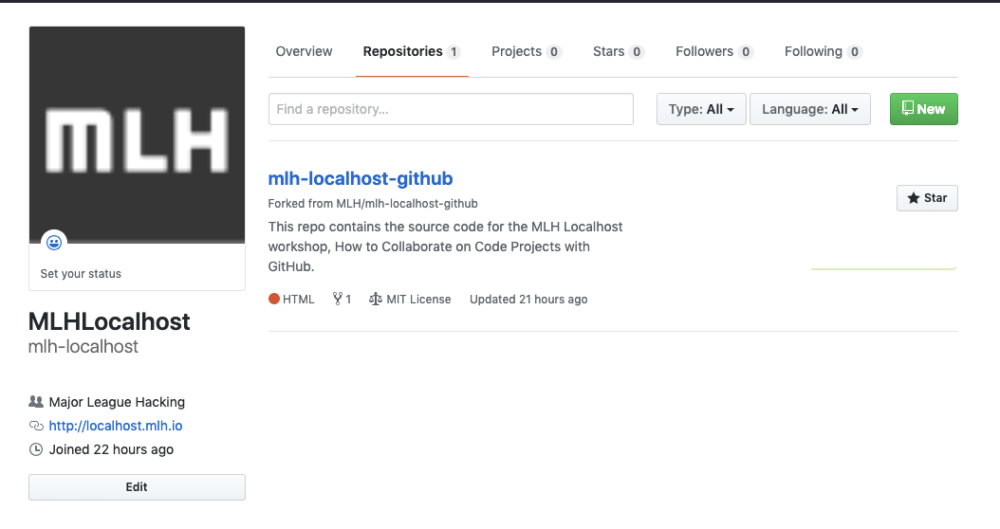 Overview Repositories 1 Projects 0 Stars 0 Followers 0 Following 0
Find a repository... Type: All Language: All New
MLH
mlh-localhost-github
Forked from MLH/mlh-localhost-github
Star
This repo contains the source code for the MLH Localhost
workshop, How to Collaborate on Code Projects with
GitHub.
HTML 1 MIT License Updated 21 hours ago
Set your status
MLHLocalhost
mlh-localhost
Major League Hacking
http://localhost.mlh.io
Joined 22 hours ago
Edit